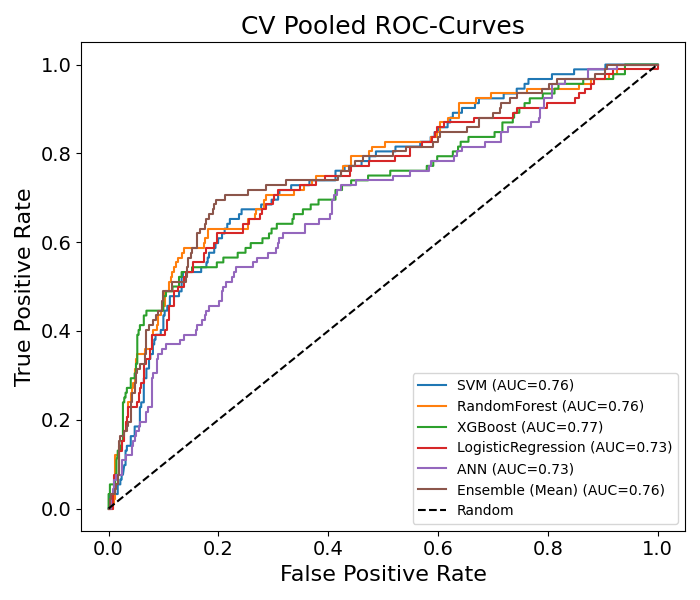 CV Pooled ROC-Curves
True Positive Rate
1.0
0.8
0.6
0.4
0.2
0.0
SVM (AUC=0.76)
RandomForest (AUC=0.76)
XGBoost (AUC=0.77)
LogisticRegression (AUC=0.73)
ANN (AUC=0.73)
Ensemble (Mean) (AUC=0.76)
Random
0.0 0.2 0.4 0.6 0.8 1.0
False Positive Rate